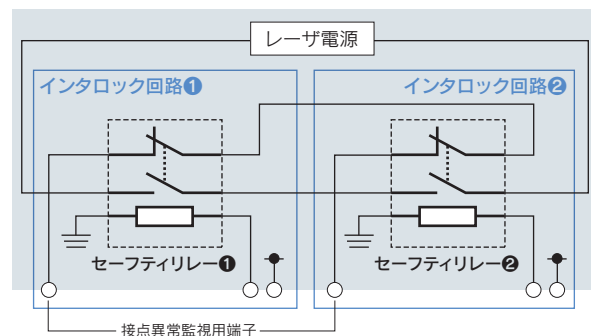 レーザ電源
インタロック回路❶
インタロック回路❷
セーフティリレー❶
セーフティリレー❷
接点異常監視用端子